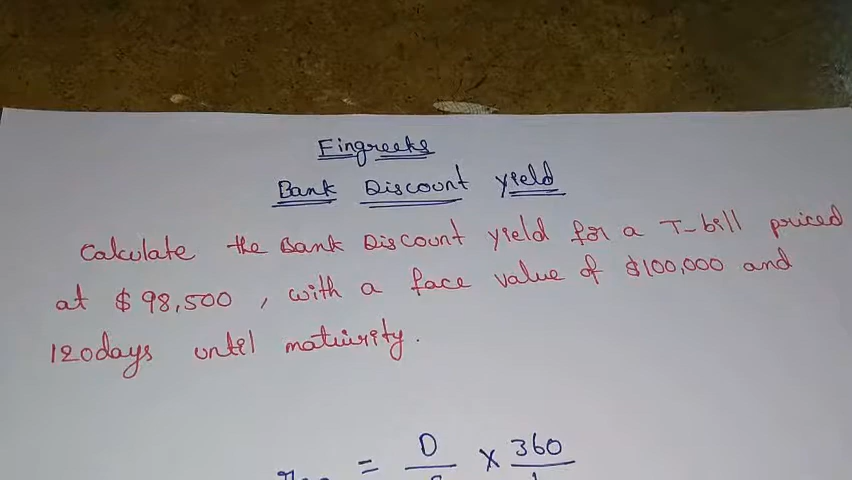 Fingreeks
Bank Discount yield
Calculate the Bank Discount yield for a T-bill priced
at $98,500, with a face value of $100,000 and
120days until maturity.
= D × 360